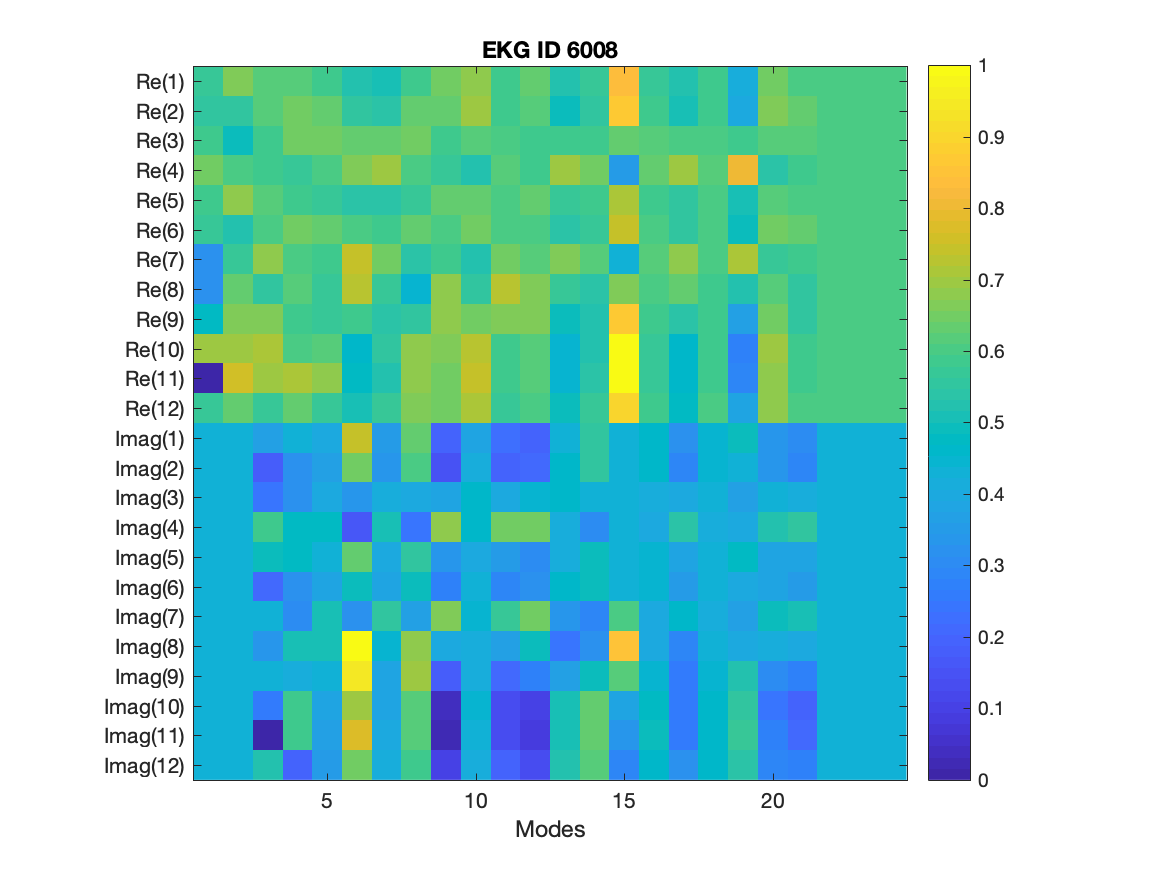 EKG ID 6008
Re(1)
Re(2)
Re(3)
Re(4)
Re(5)
Re(6)
Re(7)
Re(8)
Re(9)
Re(10)
Re(11)
Re(12)
Imag(1)
Imag(2)
Imag(3)
Imag(4)
Imag(5)
Imag(6)
Imag(7)
Imag(8)
Imag(9)
Imag(10)
Imag(11)
Imag(12)
5 10 15 20
Modes
1
0.9
0.8
0.7
0.6
0.5
0.4
0.3
0.2
0.1
0